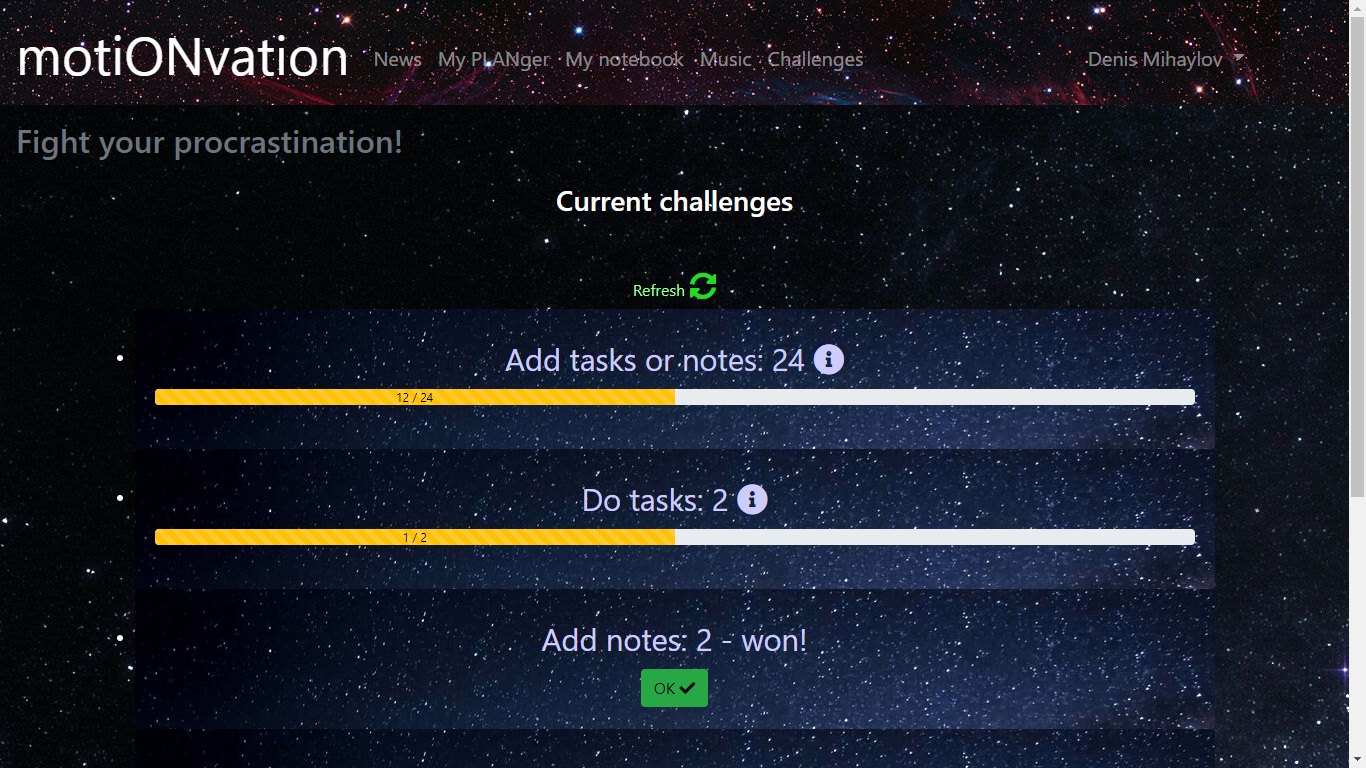 motiONvation News My PLANger My notebook Music Challenges Denis Mihaylov
Fight your procrastination!
Current challenges
Refresh
Add tasks or notes: 24
12 / 24
Do tasks: 2
1 / 2
Add notes: 2 - won!
OK